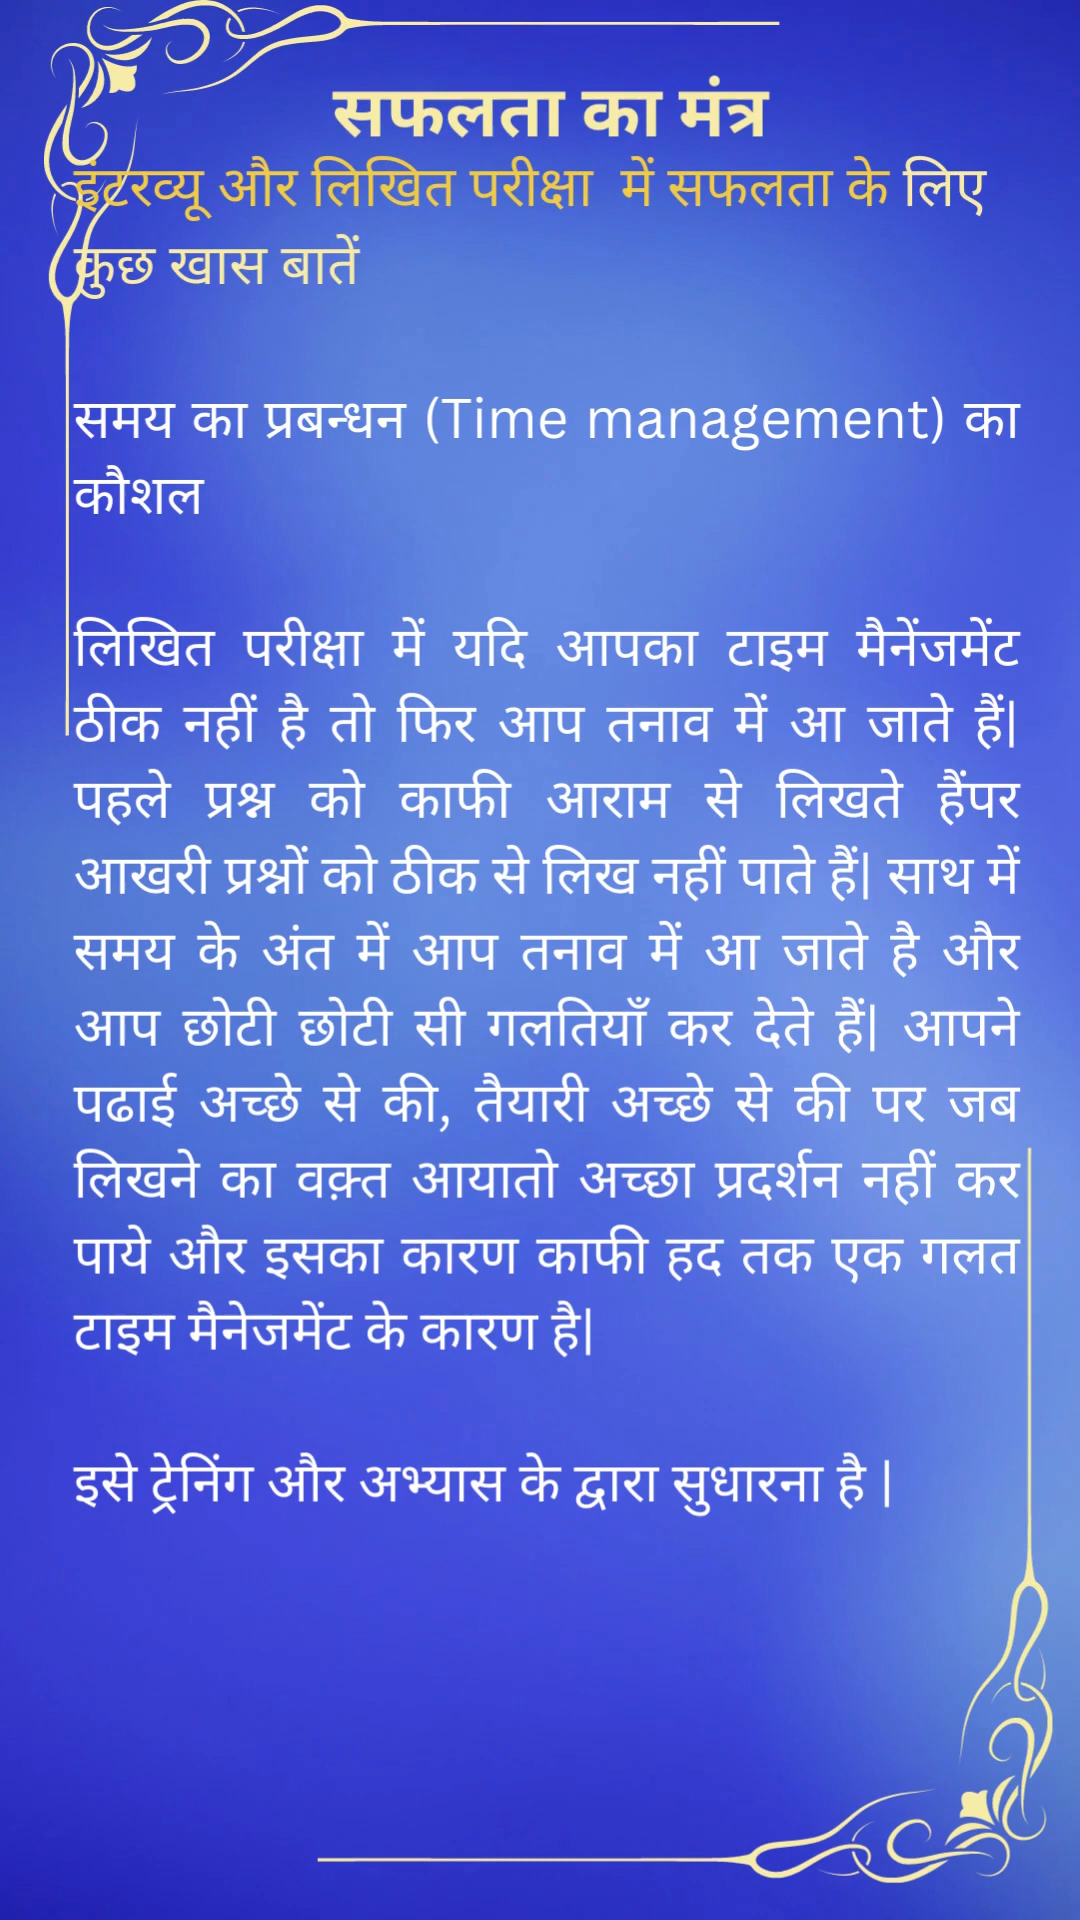 सफलता का मंत्र
इंटरव्यू और लिखित परीक्षा में सफलता के लिए
कुछ खास बातें
समय का प्रबन्धन (Time management) का
कौशल
लिखित परीक्षा में यदि आपका टाइम मैनेंजमेंट
ठीक नहीं है तो फिर आप तनाव में आ जाते हैं|
पहले प्रश्न को काफी आराम से लिखते हैंपर
आखरी प्रश्नों को ठीक से लिख नहीं पाते हैं| साथ में
समय के अंत में आप तनाव में आ जाते है और
आप छोटी छोटी सी गलतियाँ कर देते हैं| आपने
पढाई अच्छे से की, तैयारी अच्छे से की पर जब
लिखने का वक़्त आयातो अच्छा प्रदर्शन नहीं कर
पाये और इसका कारण काफी हद तक एक गलत
टाइम मैनेजमेंट के कारण है|
इसे ट्रेनिंग और अभ्यास के द्वारा सुधारना है |